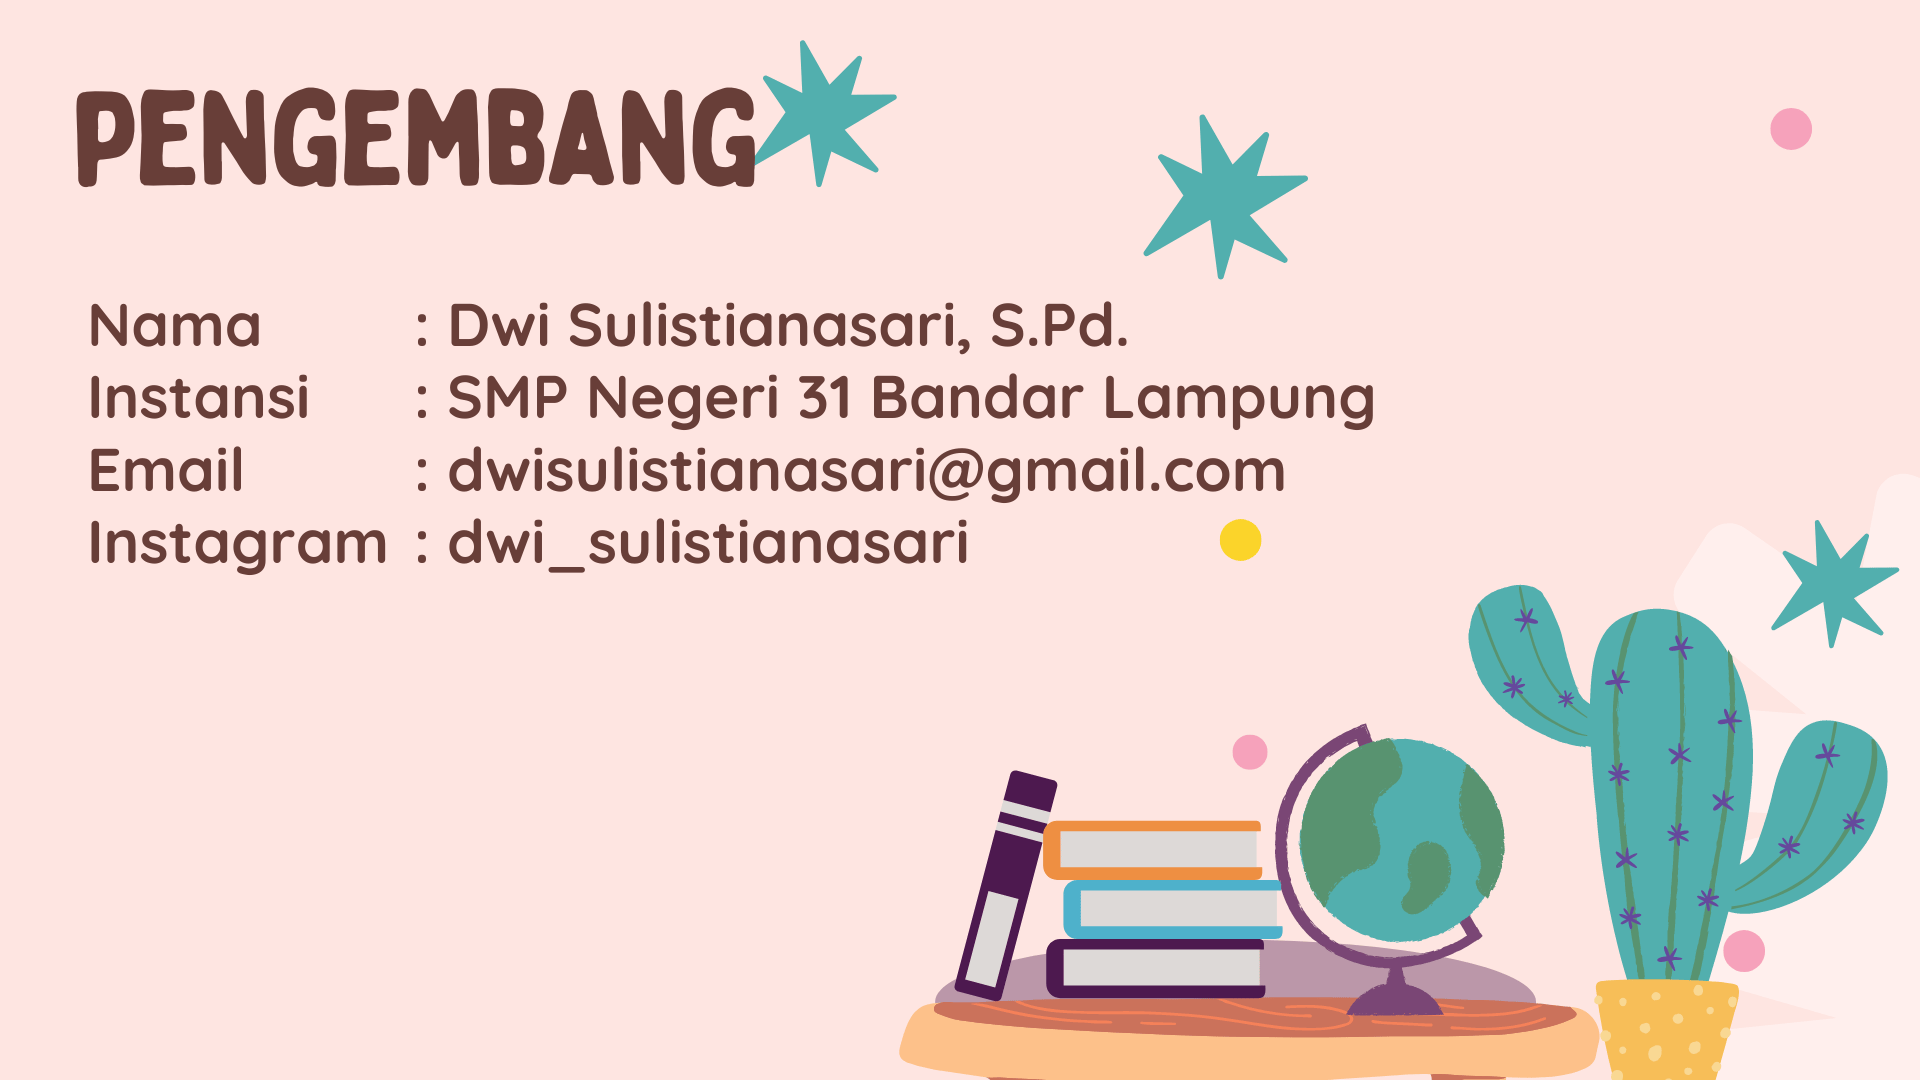 PENGEMBANG
Nama : Dwi Sulistianasari, S.Pd.
Instansi : SMP Negeri 31 Bandar Lampung
Email : dwisulistianasari@gmail.com
Instagram : dwi_sulistianasari